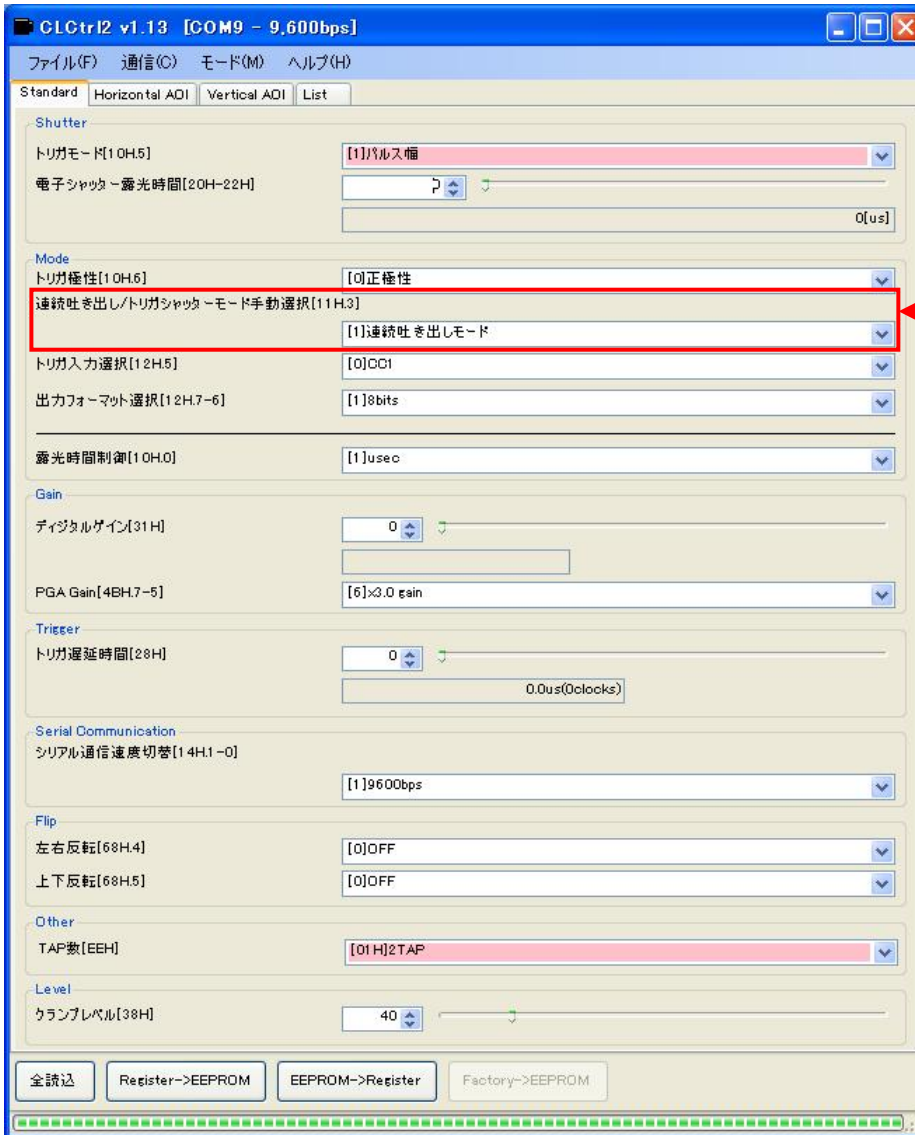 CLCtrl2 v1.13 [COM9 - 9,600bps]
ファイル(F) 通信(C) モード(M) ヘルプ(H)
Standard Horizontal AOI Vertical AOI List
Shutter
トリガモード[10H.5] [1]パルス幅
電子シャッター露光時間[20H-22H]
0[us]
Mode
トリガ極性[10H.6] [0]正極性
連続吐き出し/トリガシャッターモード手動選択[11H.3]
[1]連続吐き出しモード
トリガ入力選択[12H.5] [0]CC1
出力フォーマット選択[12H.7-6] [1]8bits
露光時間制御[10H.0] [1]usec
Gain
ディジタルゲイン[31H] 0
PGA Gain[4BH.7-5] [6]x3.0 gain
Trigger
トリガ遅延時間[28H] 0
0.0us(0clocks)
Serial Communication
シリアル通信速度切替[14H.1-0]
[1]9600bps
Flip
左右反転[68H.4] [0]OFF
上下反転[68H.5] [0]OFF
Other
TAP数[EEH] [01H]2TAP
Level
クランプレベル[38H] 40
全読込 Register->EEPROM EEPROM->Register Factory->EEPROM